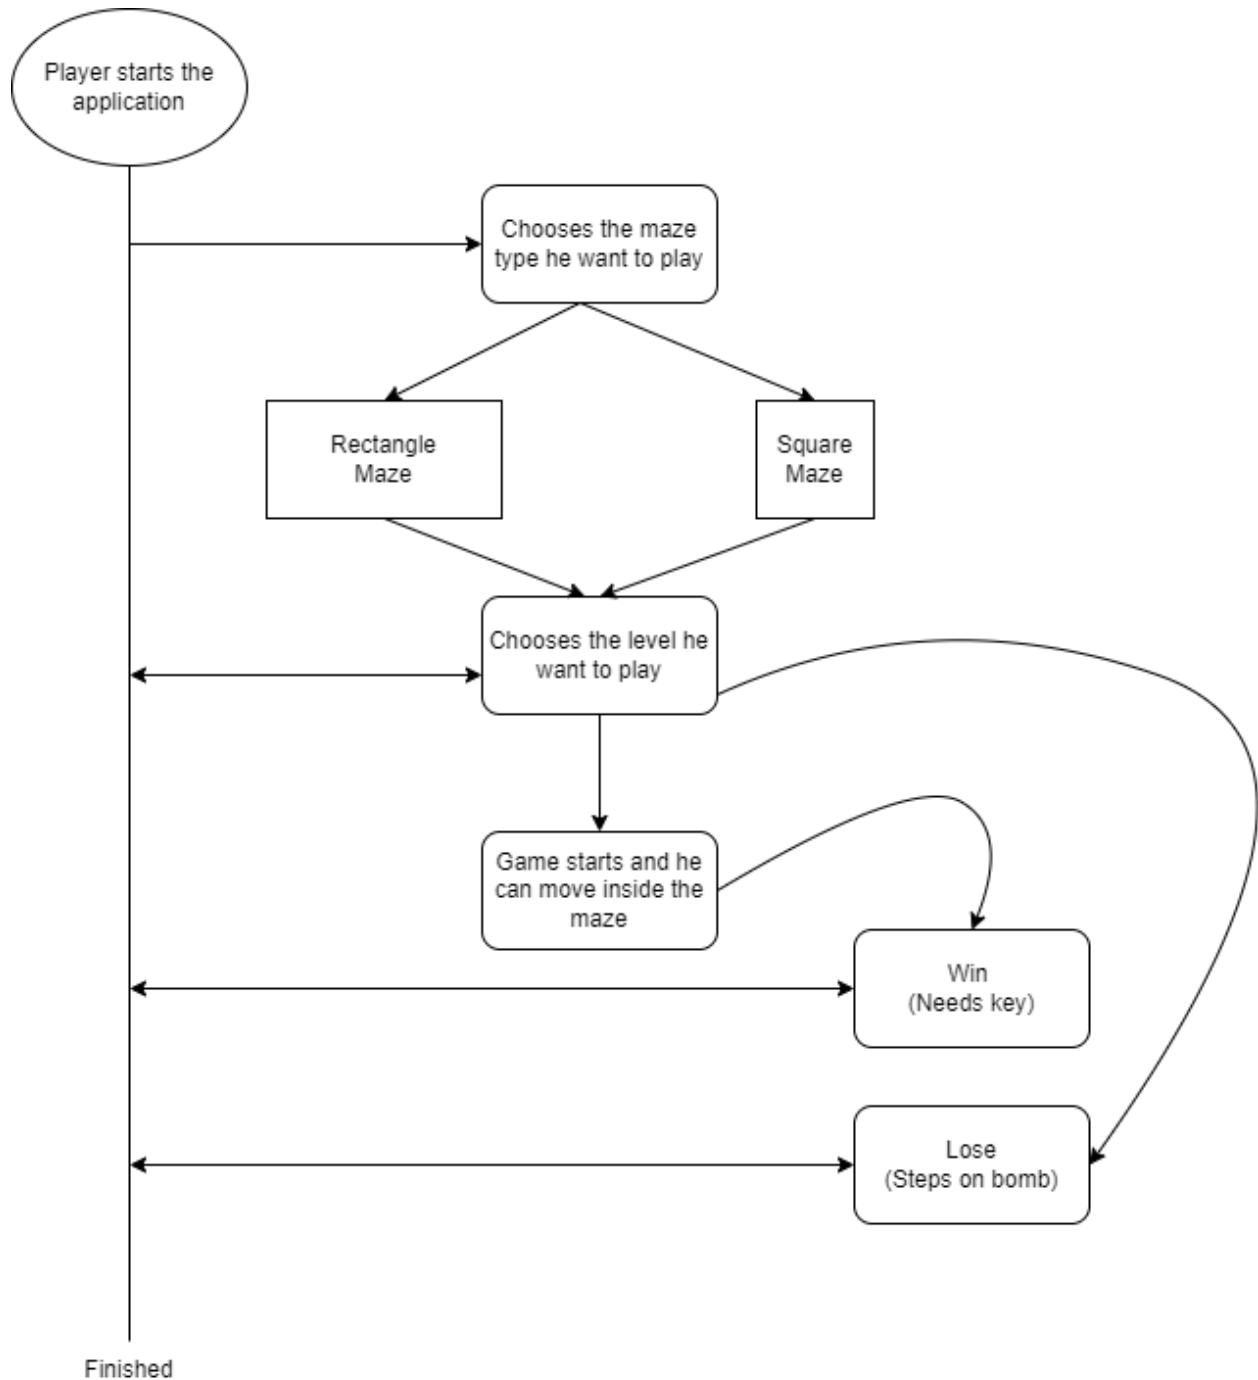 Player starts the
application
Chooses the maze
type he want to play
Rectangle
Maze
Square
Maze
Chooses the level he
want to play
Game starts and he
can move inside the
maze
Win
(Needs key)
Lose
(Steps on bomb)
Finished